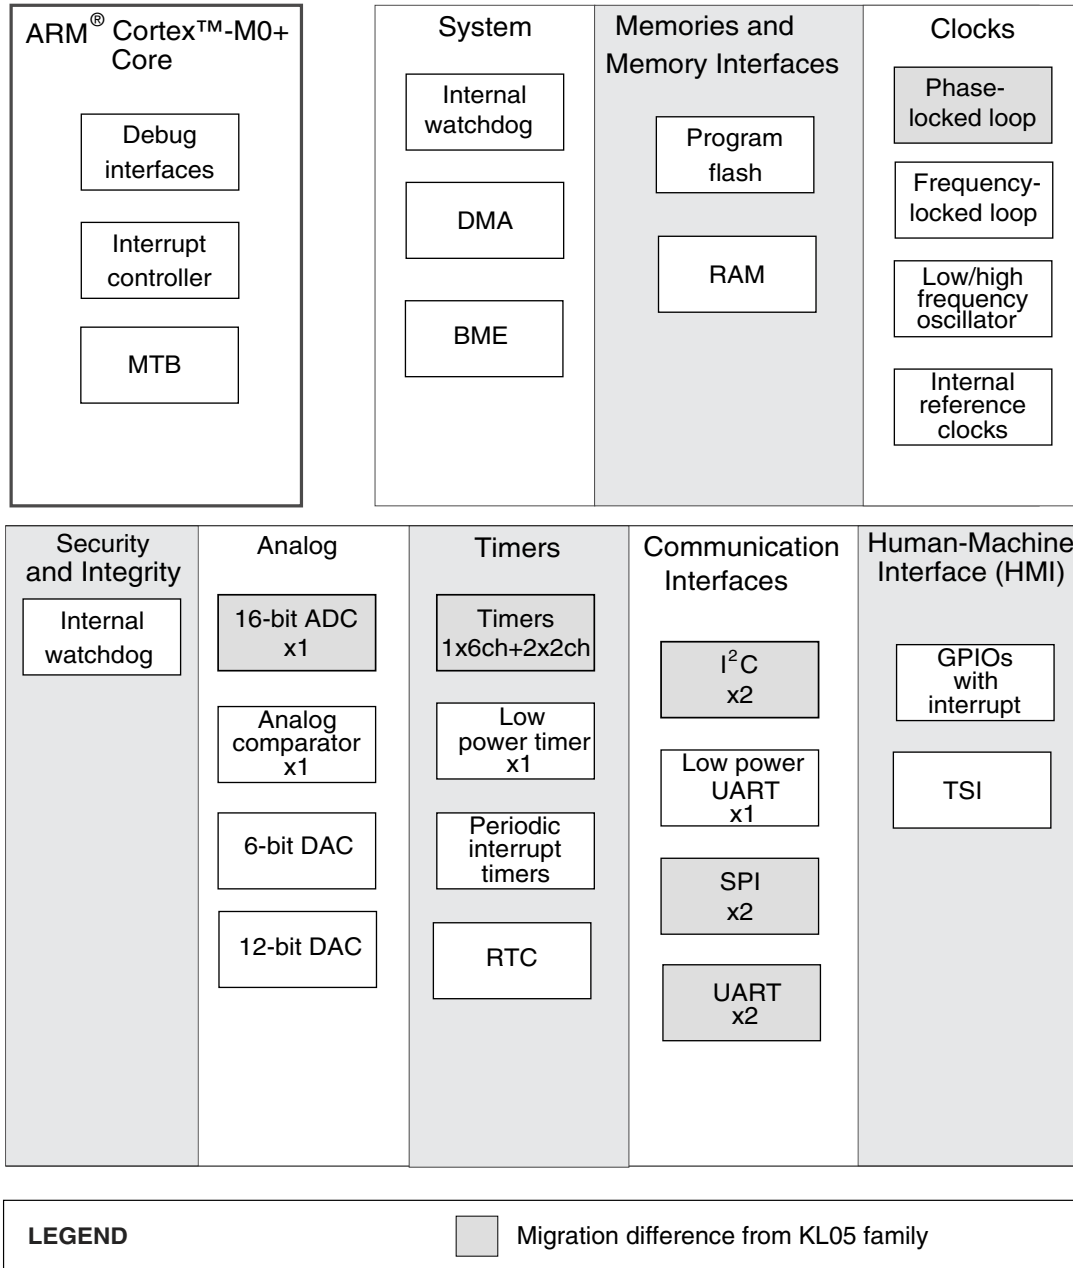 ARM® Cortex™-M0+
Core
Debug
interfaces
Interrupt
controller
MTB
System
Internal
watchdog
DMA
BME
Memories and
Memory Interfaces
Program
flash
RAM
Clocks
Phase-
locked loop
Frequency-
locked loop
Low/high
frequency
oscillator
Internal
reference
clocks
Security
and Integrity
Internal
watchdog
Analog
16-bit ADC
x1
Analog
comparator
x1
6-bit DAC
12-bit DAC
Timers
Timers
1x6ch+2x2ch
Low
power timer
x1
Periodic
interrupt
timers
RTC
Communication
Interfaces
I²C
x2
Low power
UART
x1
SPI
x2
UART
x2
Human-Machine
Interface (HMI)
GPIOs
with
interrupt
TSI
LEGEND
Migration difference from KL05 family